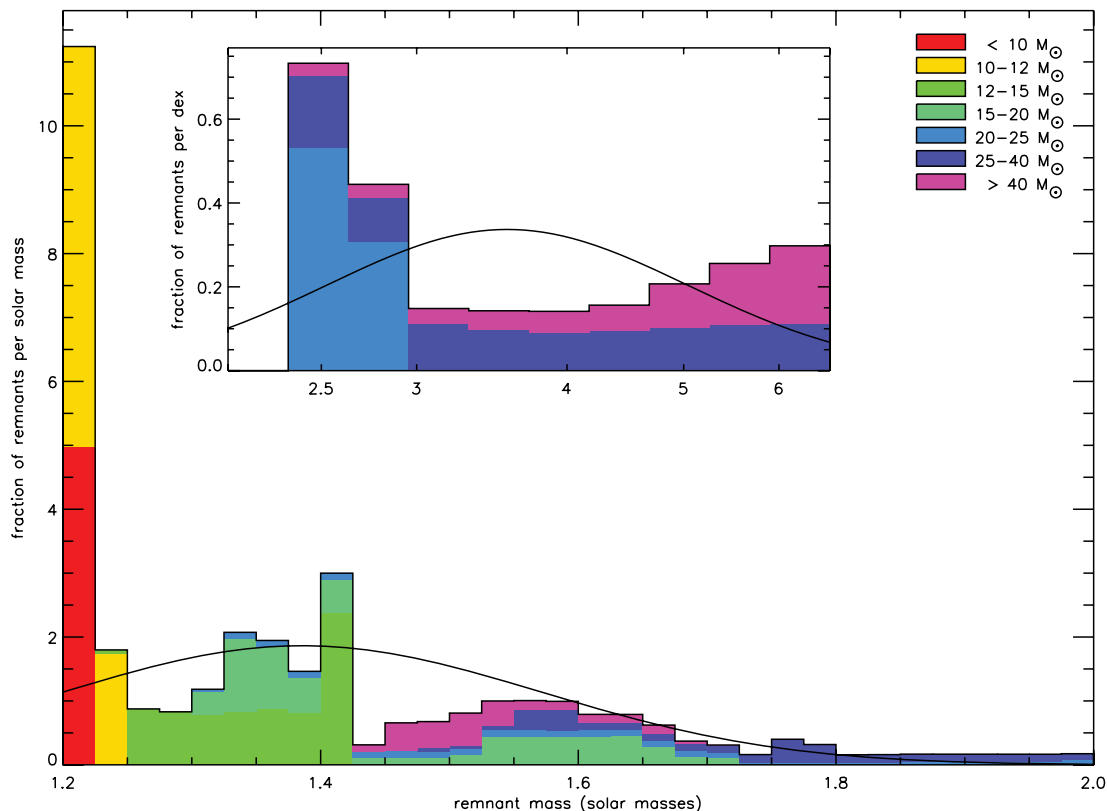 fraction of remnants per solar mass
10
8
6
4
2
0
1.2
1.4
1.6
1.8
2.0
remnant mass (solar masses)
fraction of remnants per dex
0.6
0.4
0.2
0.0
2.5
3
4
5
6
< 10 M☉
10–12 M☉
12–15 M☉
15–20 M☉
20–25 M☉
25–40 M☉
> 40 M☉